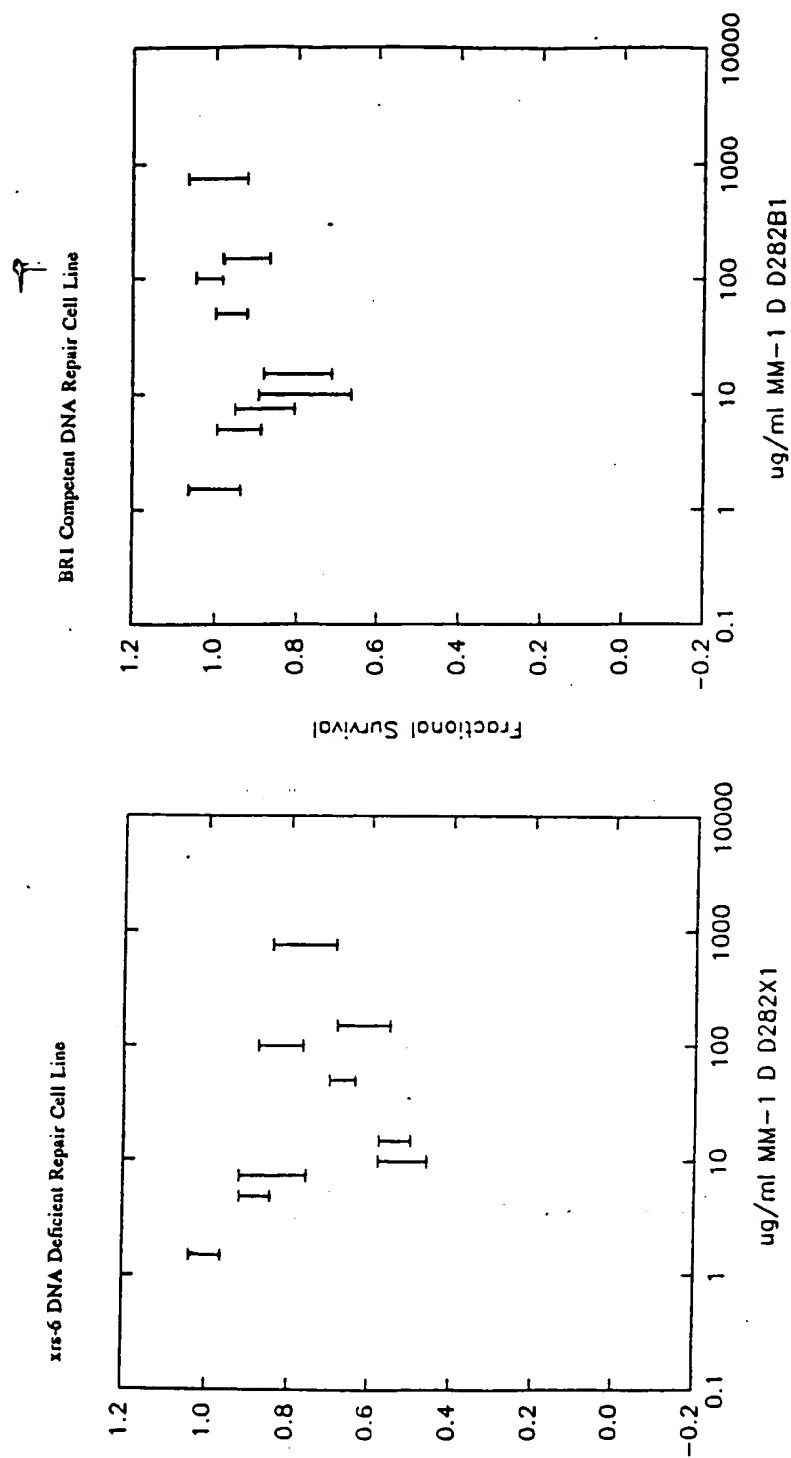 xrs-6 DNA Deficient Repair Cell Line
1.2
1.0
0.8
0.6
0.4
0.2
0.0
−0.2
0.1 1 10 100 1000 10000
ug/ml MM−1 D D282X1
BR1 Competent DNA Repair Cell Line
Fractional Survival
1.2
1.0
0.8
0.6
0.4
0.2
0.0
−0.2
0.1 1 10 100 1000 10000
ug/ml MM−1 D D282B1